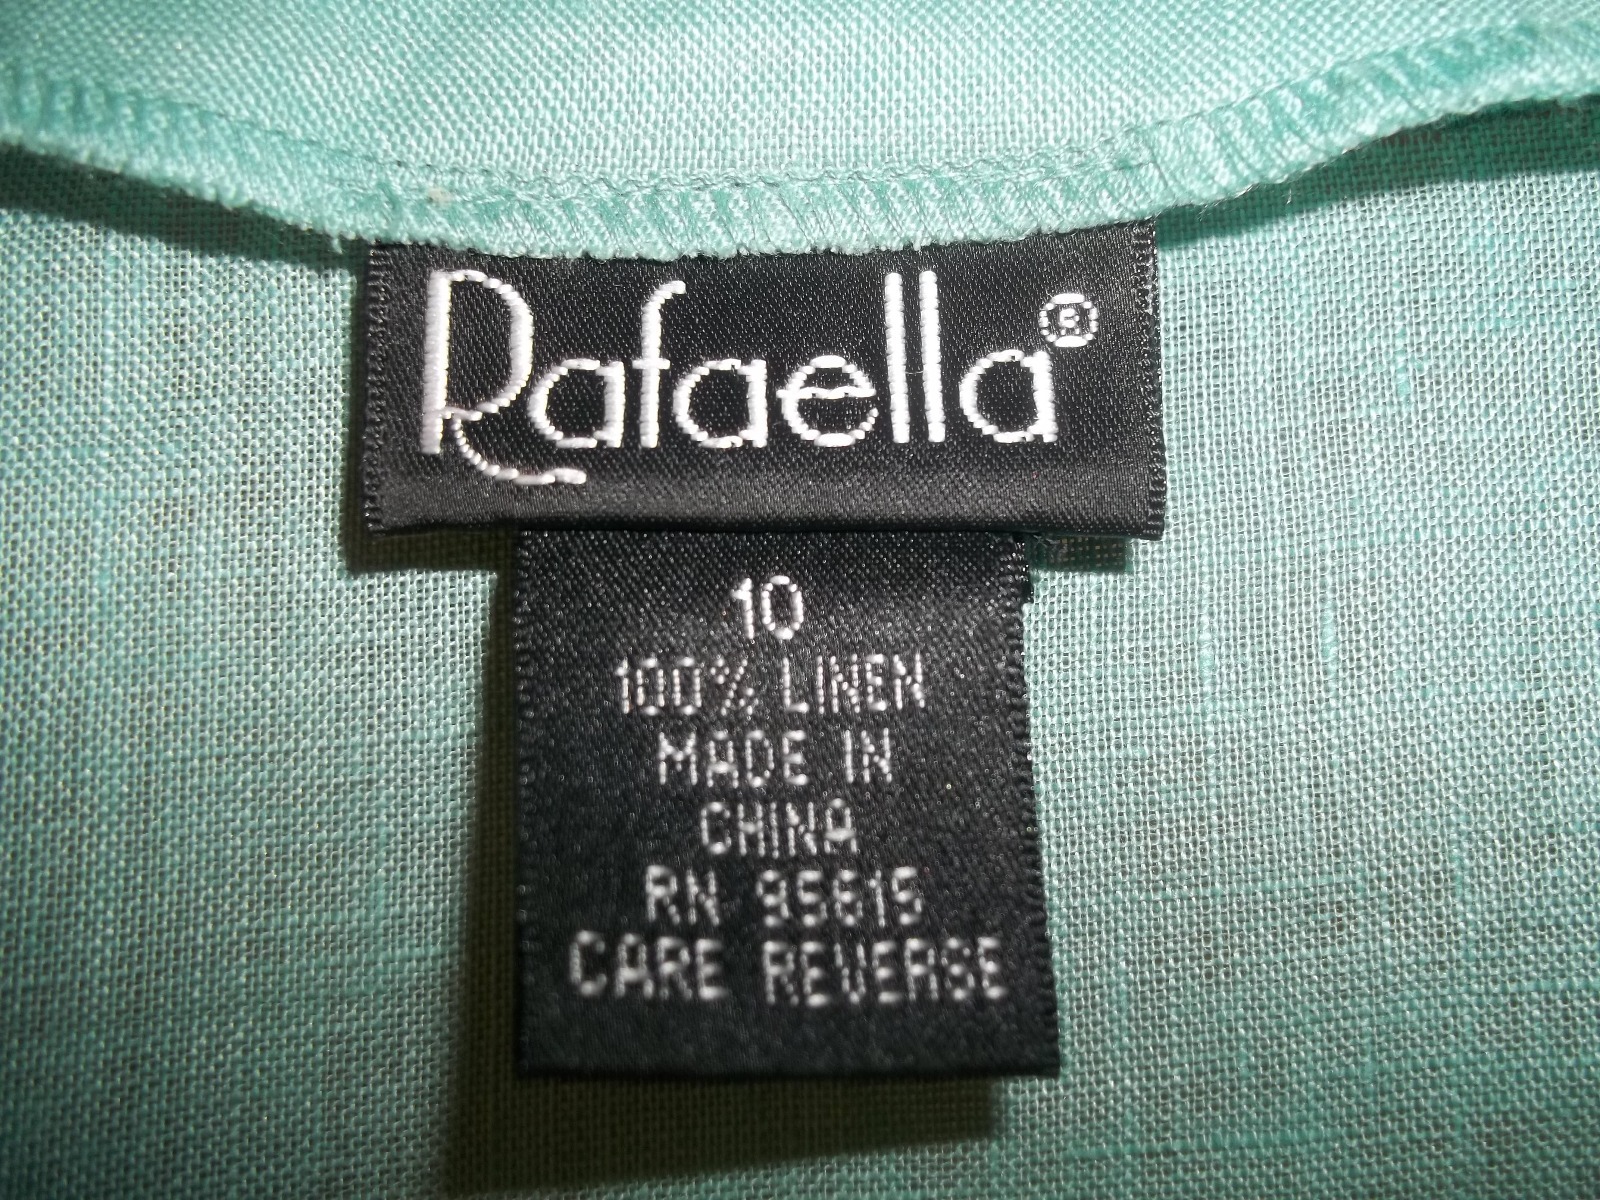 Rafaella®
10
100% LINEN
MADE IN
CHINA
RN 95615
CARE REVERSE